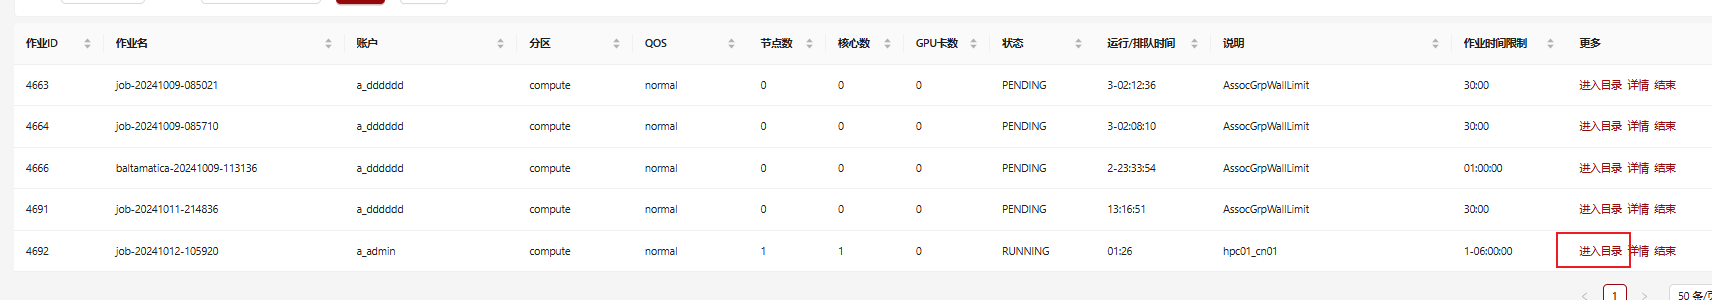 作业ID 作业名 账户 分区 QOS 节点数 核心数 GPU卡数 状态 运行/排队时间 说明 作业时间限制 更多
4663 job-20241009-085021 a_dddddd compute normal 0 0 0 PENDING 3-02:12:36 AssocGrpWallLimit 30:00 进入目录 详情 结束
4664 job-20241009-085710 a_dddddd compute normal 0 0 0 PENDING 3-02:08:10 AssocGrpWallLimit 30:00 进入目录 详情 结束
4666 baltamatica-20241009-113136 a_dddddd compute normal 0 0 0 PENDING 2-23:33:54 AssocGrpWallLimit 01:00:00 进入目录 详情 结束
4691 job-20241011-214836 a_dddddd compute normal 0 0 0 PENDING 13:16:51 AssocGrpWallLimit 30:00 进入目录 详情 结束
4692 job-20241012-105920 a_admin compute normal 1 1 0 RUNNING 01:26 hpc01_cn01 1-06:00:00 进入目录 详情 结束
< 1 > 50 条/